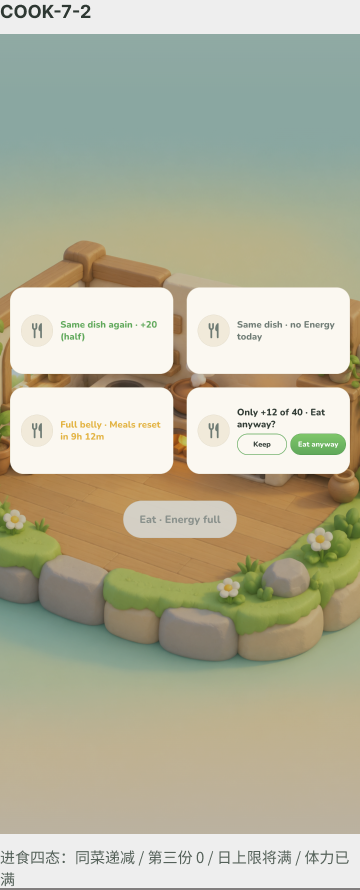 COOK-7-2
Same dish again · +20
(half)
Same dish · no Energy
today
Full belly · Meals reset
in 9h 12m
Only +12 of 40 · Eat
anyway?
Keep
Eat anyway
Eat · Energy full
进食四态：同菜递减 / 第三份 0 / 日上限将满 / 体力已
满